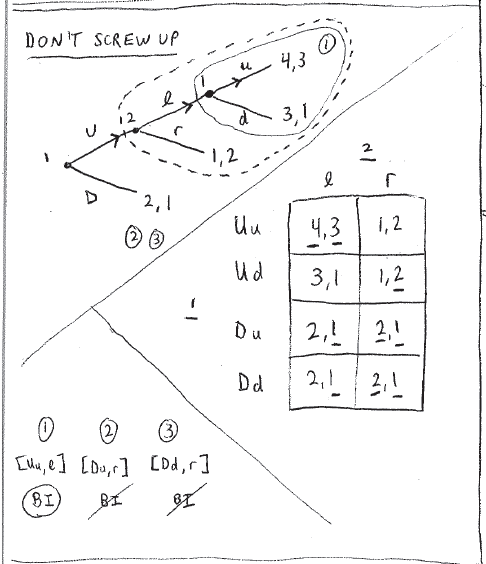 DON'T SCREW UP
1
u
4,3
①
l
1
d
3,1
U
2
r
1,2
1
D
2,1
② ③
2
l r
Uu 4,3 1,2
Ud 3,1 1,2
1
Du 2,1 2,1
Dd 2,1 2,1
① ② ③
[Uu,l] [Du,r] [Dd,r]
BI BI BI